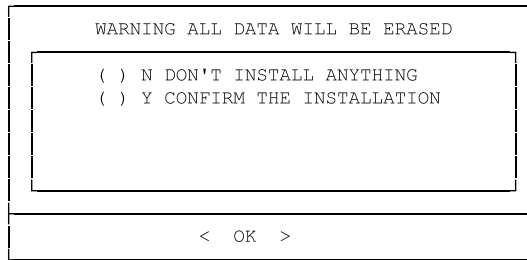 WARNING ALL DATA WILL BE ERASED
( ) N DON'T INSTALL ANYTHING
( ) Y CONFIRM THE INSTALLATION
< OK >